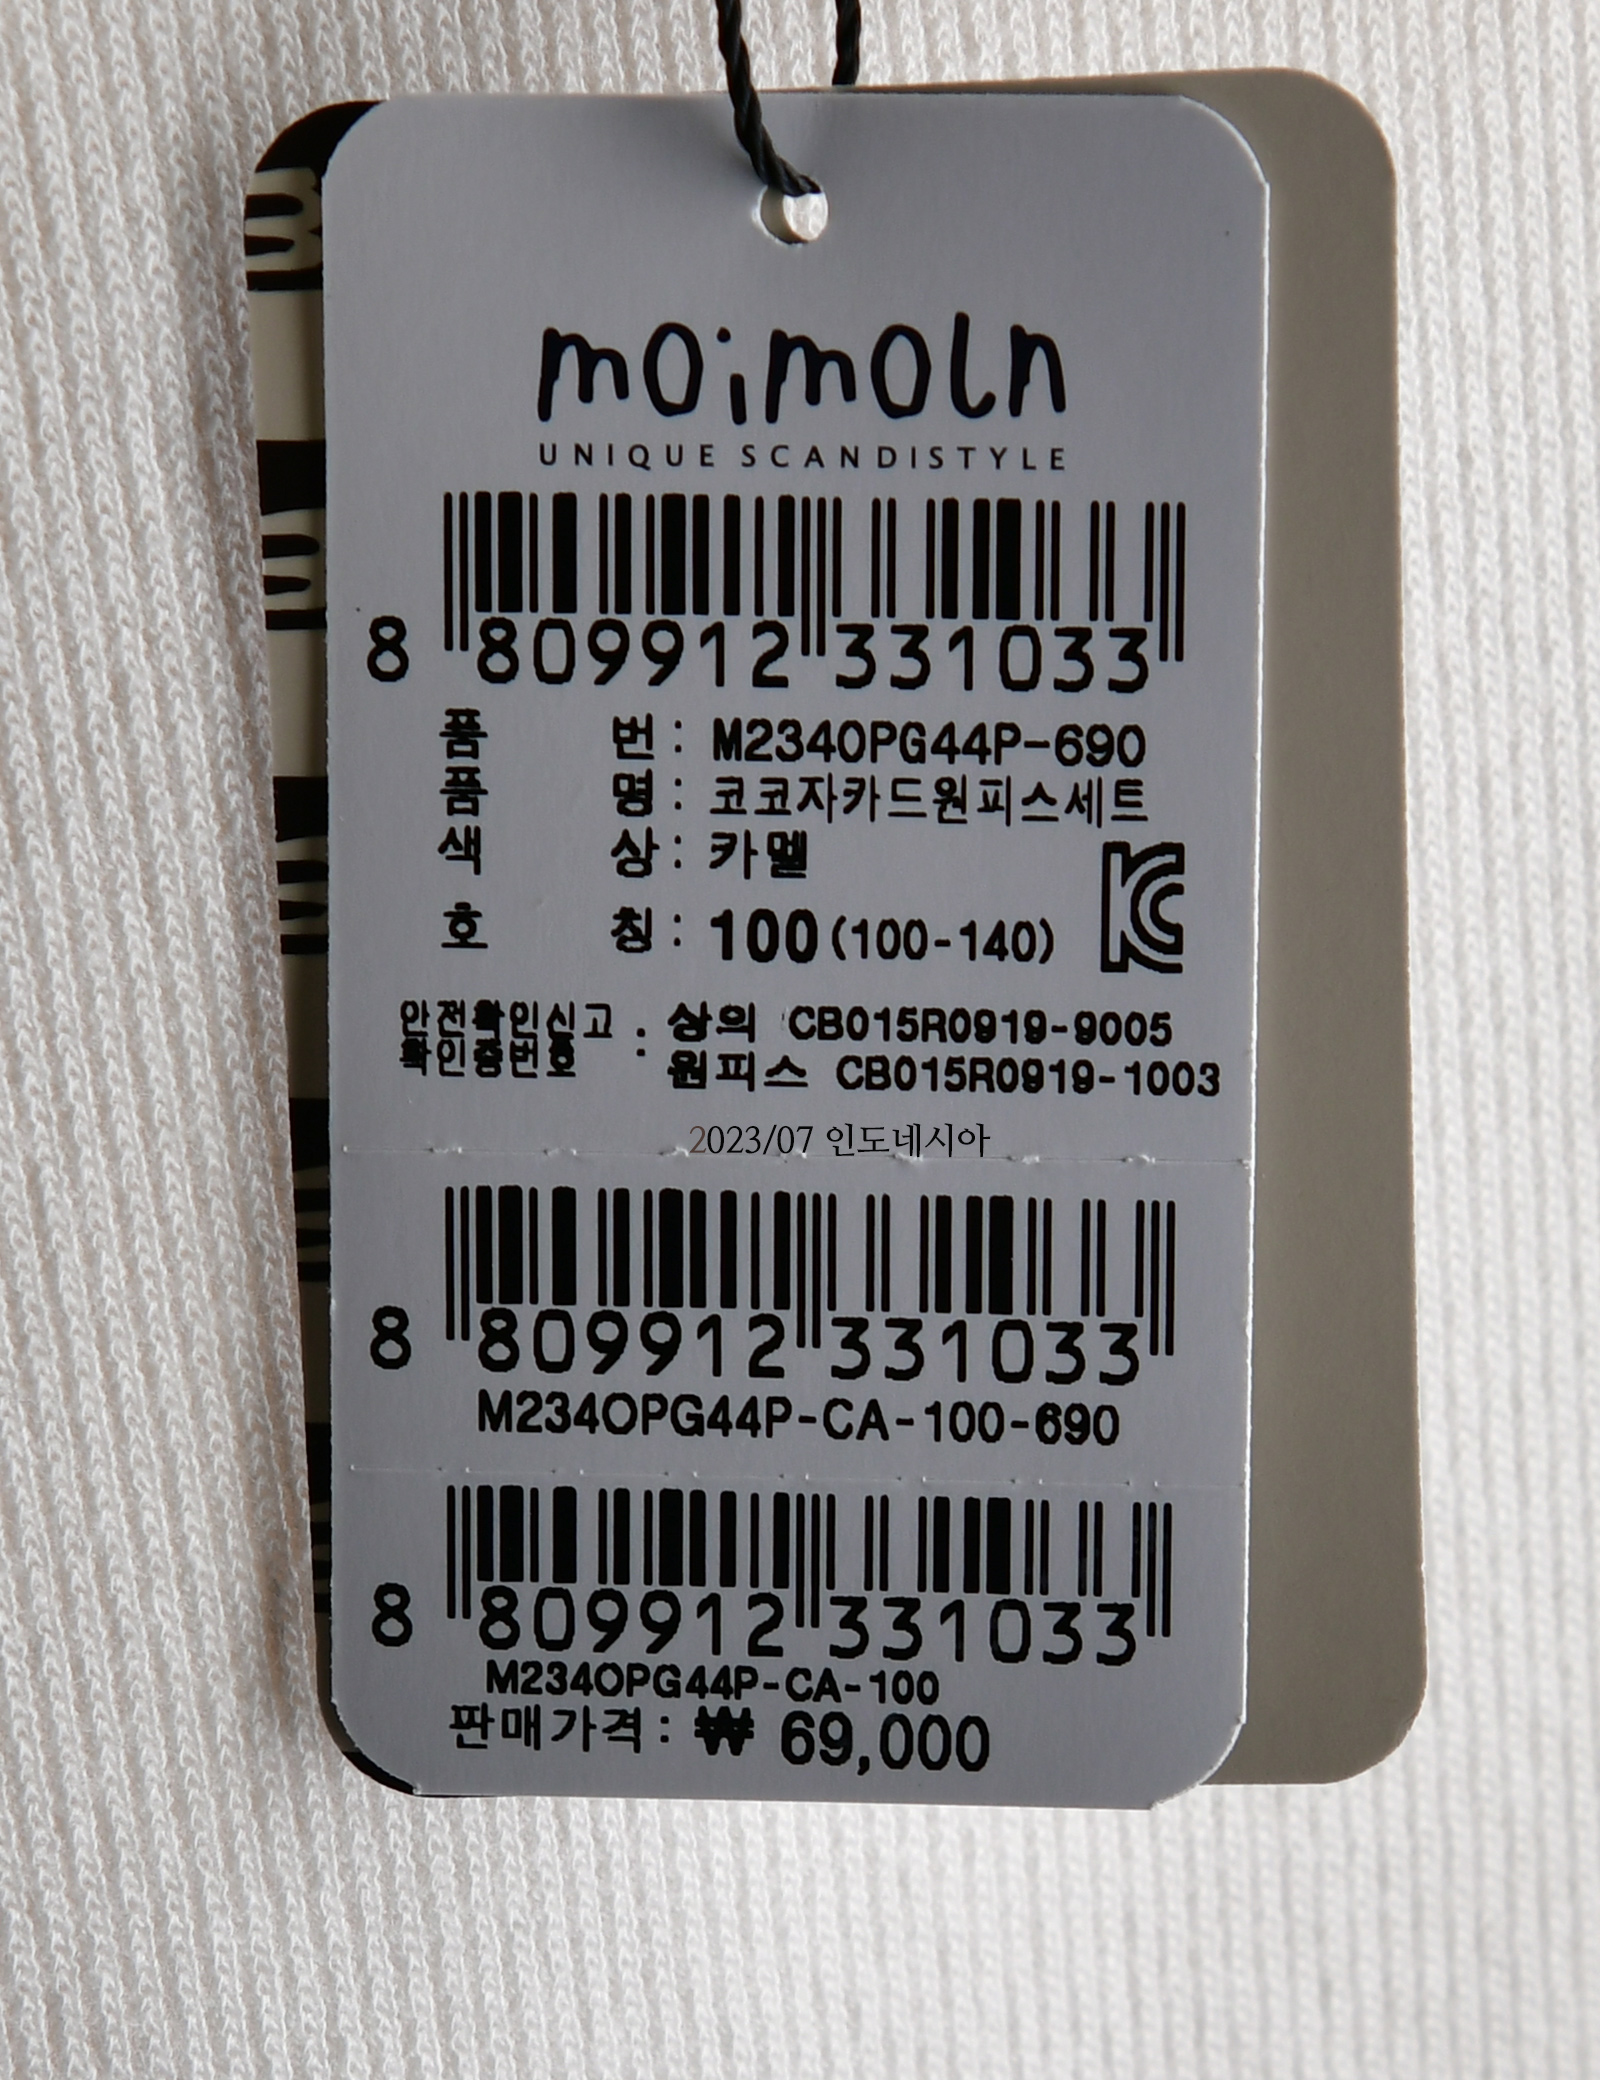 moimoln
UNIQUE SCANDISTYLE
8 809912 331033
품 번 : M234OPG44P-690
품 명 : 코코자카드원피스세트
색 상 : 카멜
호 칭 : 100 (100-140)
KC
안전확인신고 확인증번호 : 상의 CB015R0919-9005
원피스 CB015R0919-1003
2023/07 인도네시아
8 809912 331033
M234OPG44P-CA-100-690
8 809912 331033
M234OPG44P-CA-100
판매가격 : ₩ 69,000